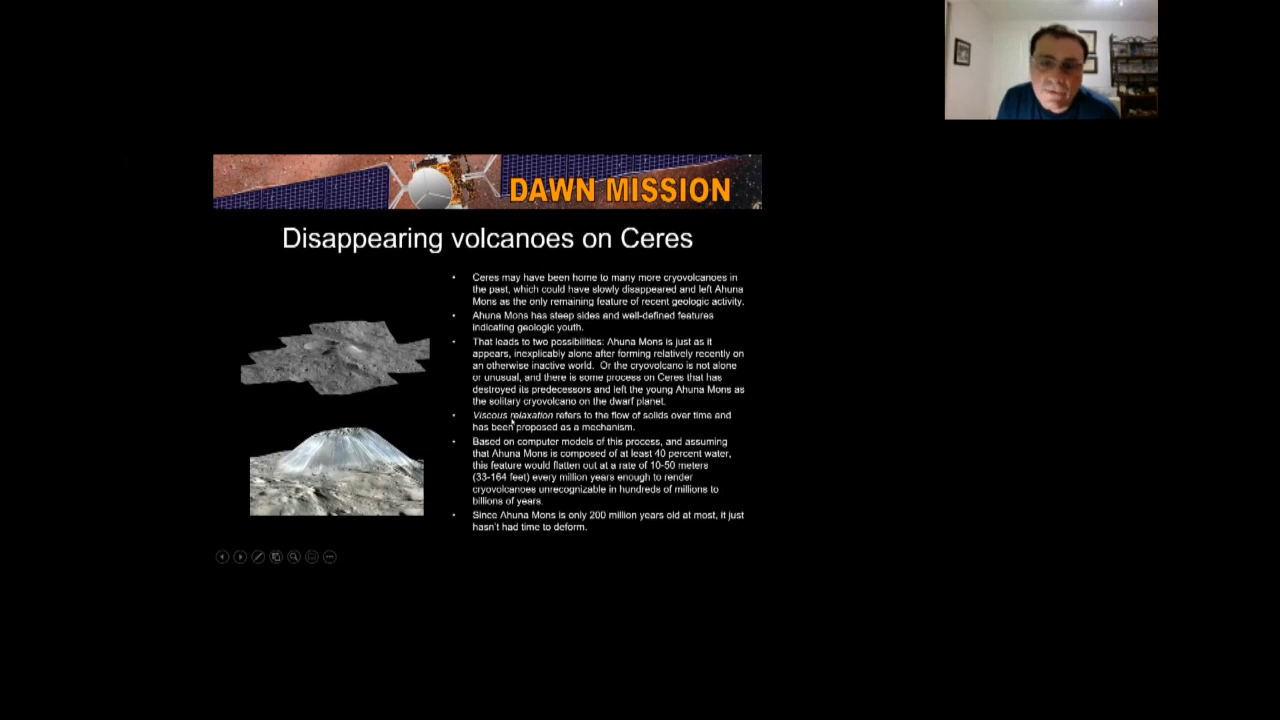 DAWN MISSION
Disappearing volcanoes on Ceres
• Ceres may have been home to many more cryovolcanoes in
the past, which could have slowly disappeared and left Ahuna
Mons as the only remaining feature of recent geologic activity.
• Ahuna Mons has steep sides and well-defined features
indicating geologic youth.
• That leads to two possibilities: Ahuna Mons is just as it
appears, inexplicably alone after forming relatively recently on
an otherwise inactive world.  Or the cryovolcano is not alone
or unusual, and there is some process on Ceres that has
destroyed its predecessors and left the young Ahuna Mons as
the solitary cryovolcano on the dwarf planet.
• Viscous relaxation refers to the flow of solids over time and
has been proposed as a mechanism.
• Based on computer models of this process, and assuming
that Ahuna Mons is composed of at least 40 percent water,
this feature would flatten out at a rate of 10-50 meters
(33-164 feet) every million years enough to render
cryovolcanoes unrecognizable in hundreds of millions to
billions of years.
• Since Ahuna Mons is only 200 million years old at most, it just
hasn't had time to deform.